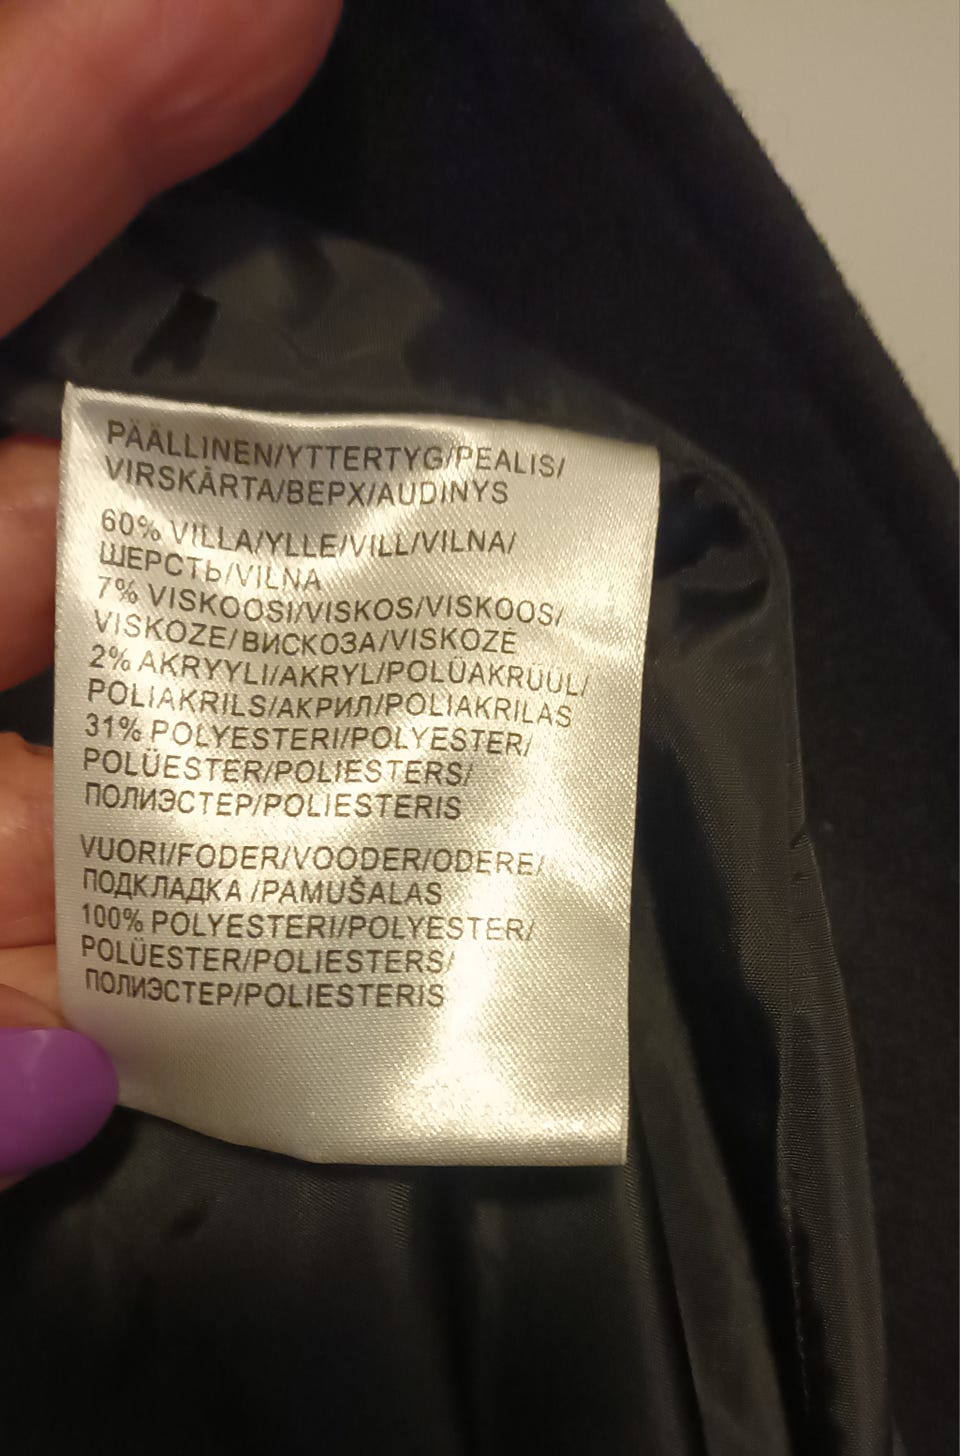 PÄÄLLINEN/YTTERTYG/PEALIS/
VIRSKĀRTA/ВЕРХ/AUDINYS
60% VILLA/YLLE/VILL/VILNA/
ШЕРСТЬ/VILNA
7% VISKOOSI/VISKOS/VISKOOS/
VISKOZE/ВИСКОЗА/VISKOZĖ
2% AKRYYLI/AKRYL/POLÜAKRÜÜL/
POLIAKRILS/АКРИЛ/POLIAKRILAS
31% POLYESTERI/POLYESTER/
POLÜESTER/POLIESTERS/
ПОЛИЭСТЕР/POLIESTERIS
VUORI/FODER/VOODER/ODERE/
ПОДКЛАДКА /PAMUŠALAS
100% POLYESTERI/POLYESTER/
POLÜESTER/POLIESTERS/
ПОЛИЭСТЕР/POLIESTERIS